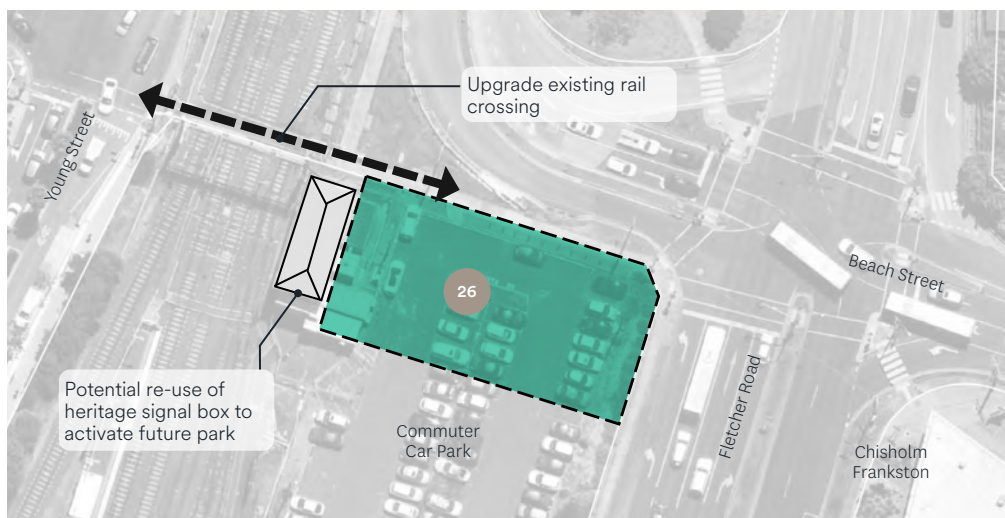 Upgrade existing rail
crossing
Young Street
26
Beach Street
Potential re-use of
heritage signal box to
activate future park
Commuter
Car Park
Fletcher Road
Chisholm
Frankston